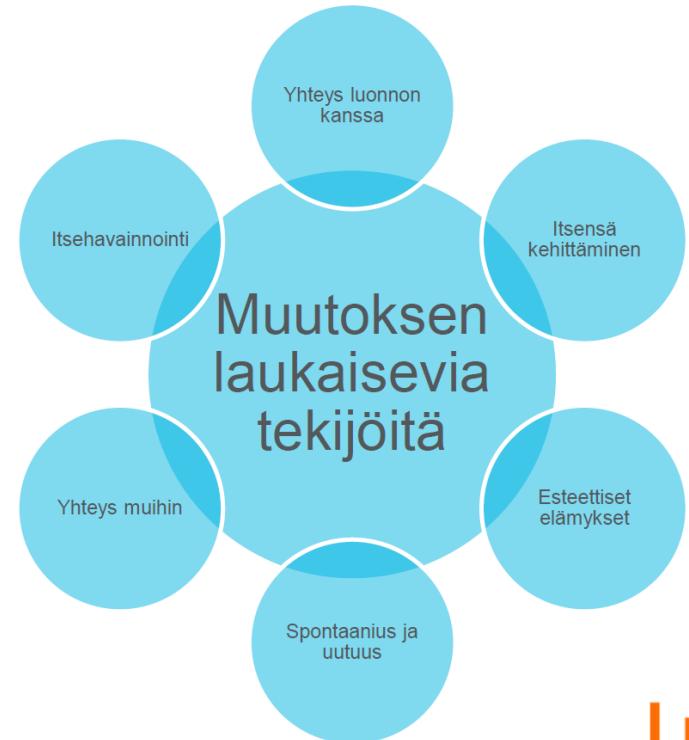 Yhteys luonnon
kanssa
Itsehavainnointi
Itsensä
kehittäminen
Muutoksen
laukaisevia
tekijöitä
Yhteys muihin
Esteettiset
elämykset
Spontaanius ja
uutuus